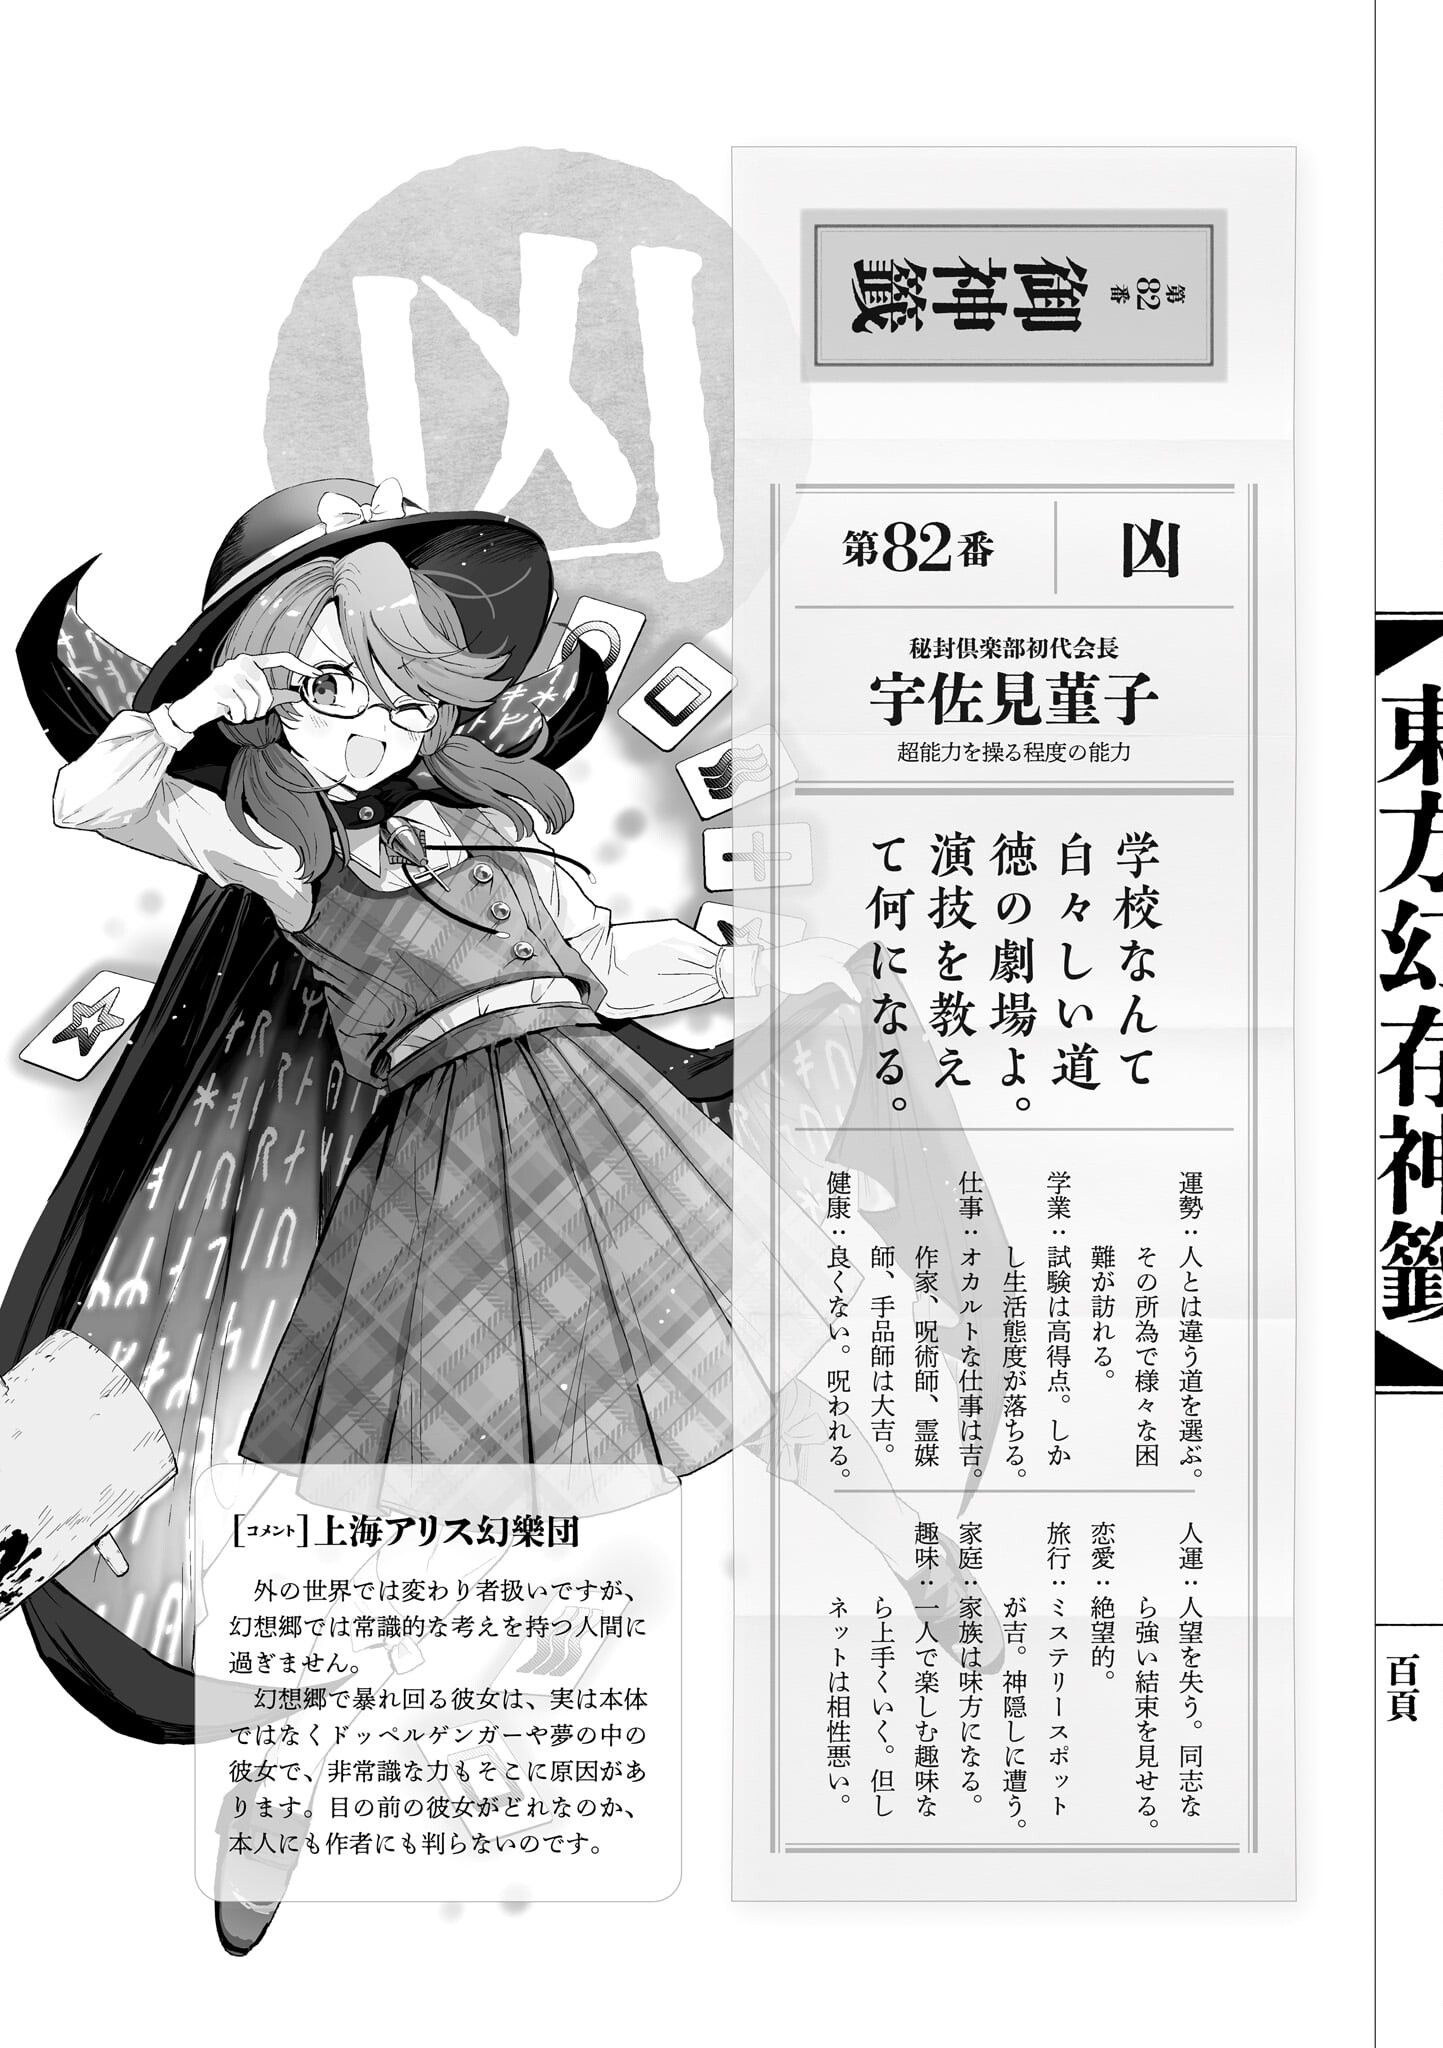 凶
御神籤
第82番
第82番
凶
秘封倶楽部初代会長
宇佐見菫子
超能力を操る程度の能力
学校なんて
白々しい道
徳の劇場よ。
演技を教え
て何になる。
運勢：人とは違う道を選ぶ。
その所為で様々な困
難が訪れる。
学業：試験は高得点。しか
し生活態度が落ちる。
仕事：オカルトな仕事は吉。
作家、呪術師、霊媒
師、手品師は大吉。
健康：良くない。呪われる。
人運：人望を失う。同志な
ら強い結束を見せる。
恋愛：絶望的。
旅行：ミステリースポット
が吉。神隠しに遭う。
家庭：家族は味方になる。
趣味：一人で楽しむ趣味な
ら上手くいく。但し
ネットは相性悪い。
［コメント］上海アリス幻樂団
外の世界では変わり者扱いですが、
幻想郷では常識的な考えを持つ人間に
過ぎません。
幻想郷で暴れ回る彼女は、実は本体
ではなくドッペルゲンガーや夢の中の
彼女で、非常識な力もそこに原因があ
ります。目の前の彼女がどれなのか、
本人にも作者にも判らないのです。
東方幻存神籤
百頁